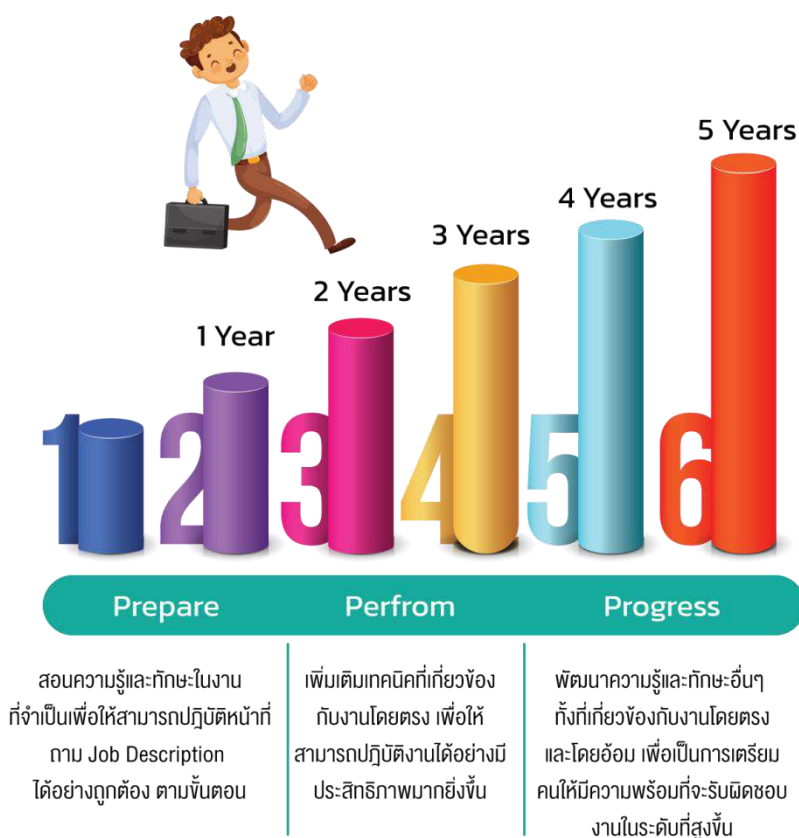 5 Years
4 Years
3 Years
2 Years
1 Year
1 2 3 4 5 6
Prepare Perfrom Progress
สอนความรู้และทักษะในงาน
ที่จำเป็นเพื่อให้สามารถปฎิบัติหน้าที่
ถาม Job Description
ได้อย่างถูกต้อง ตามขั้นตอน
เพิ่มเติมเทคนิคที่เกี่ยวข้อง
กับงานโดยตรง เพื่อให้
สามารถปฎิบัติงานได้อย่างมี
ประสิทธิภาพมากยิ่งขึ้น
พัฒนาความรู้และทักษะอื่นๆ
ทั้งที่เกี่ยวข้องกับงานโดยตรง
และโดยอ้อม เพื่อเป็นการเตรียม
คนให้มีความพร้อมที่จะรับผิดชอบ
งานในระดับที่สูงขึ้น